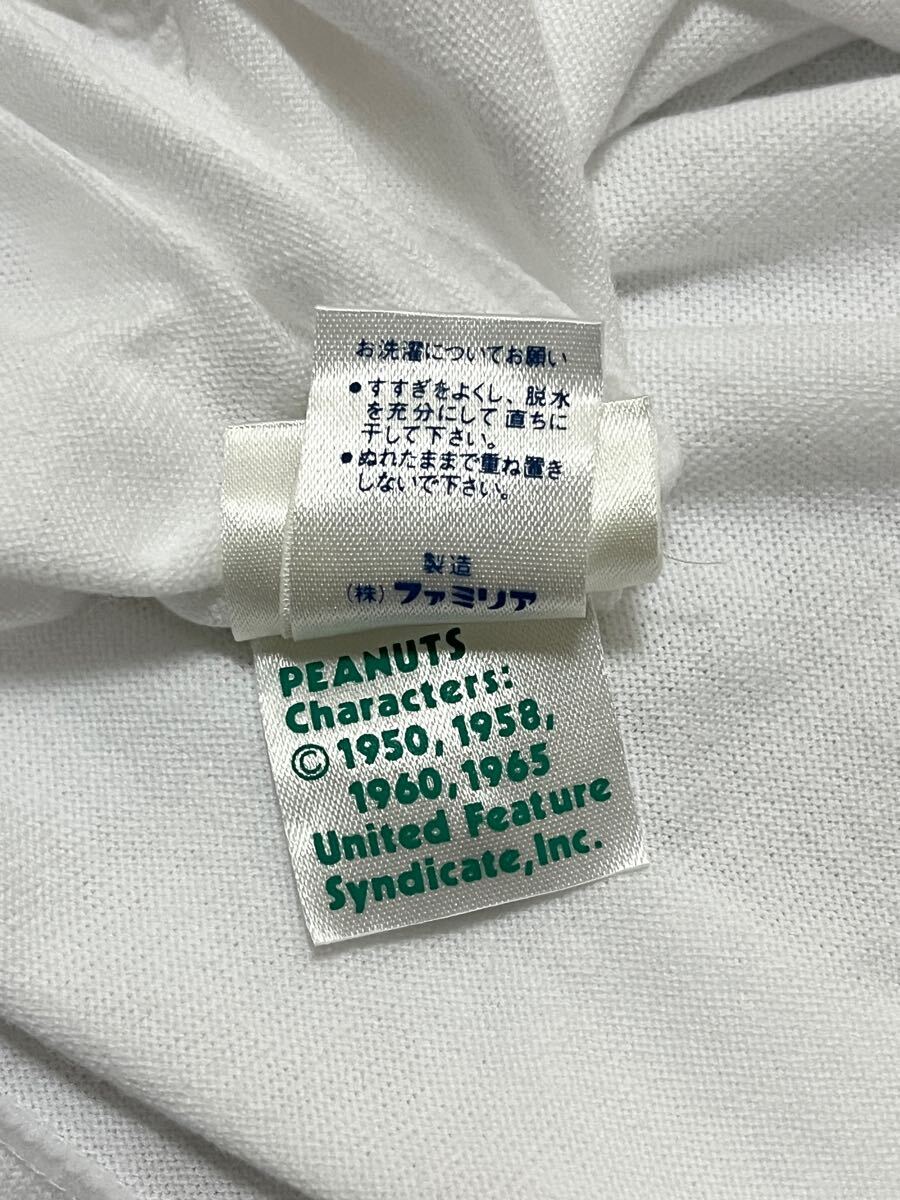 お洗濯についてお願い
●すすぎをよくし、脱水
を充分にして直ちに
干して下さい。
●ぬれたままで重ね置き
しないで下さい。
製造
(株)ファミリア
PEANUTS
Characters:
© 1950, 1958,
1960, 1965
United Feature
Syndicate, Inc.